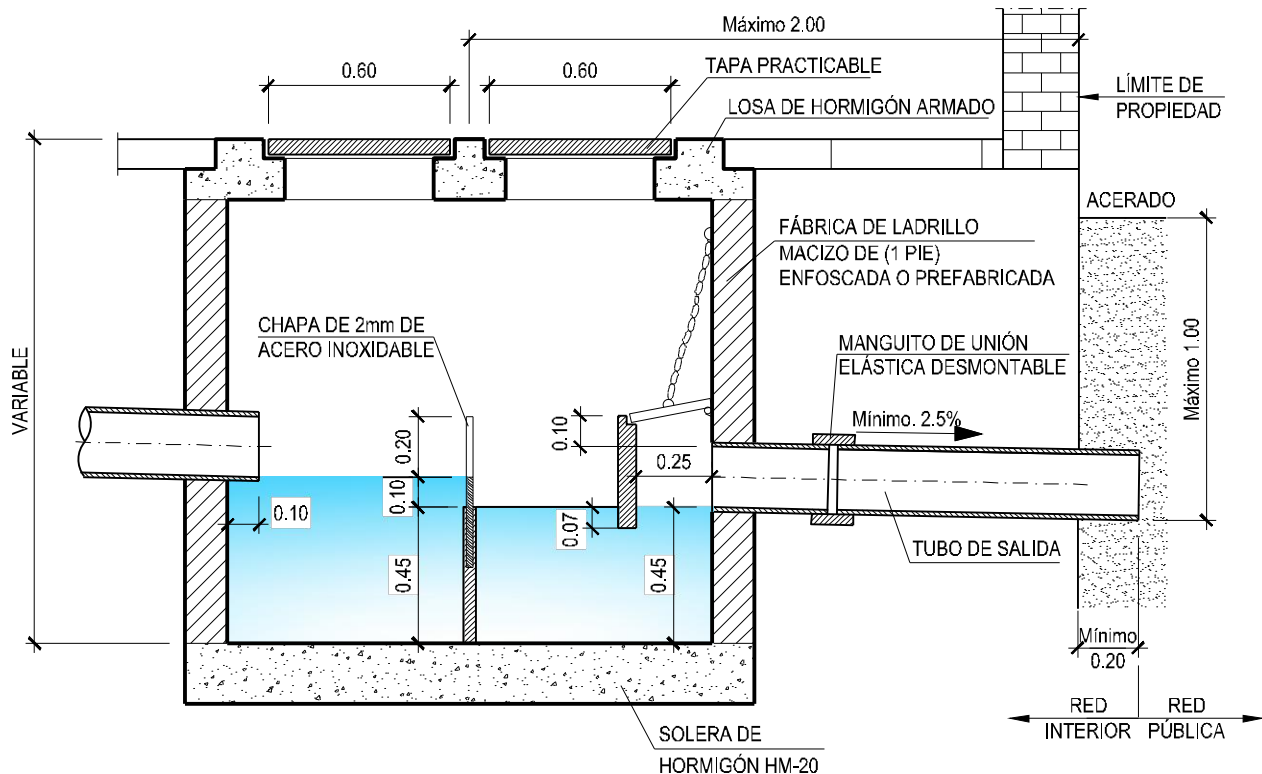 Máximo 2.00
0.60
0.60
TAPA PRACTICABLE
LOSA DE HORMIGÓN ARMADO
LÍMITE DE
PROPIEDAD
ACERADO
FÁBRICA DE LADRILLO
MACIZO DE (1 PIE)
ENFOSCADA O PREFABRICADA
CHAPA DE 2mm DE
ACERO INOXIDABLE
MANGUITO DE UNIÓN
ELÁSTICA DESMONTABLE
VARIABLE
Máximo 1.00
Mínimo. 2.5%
0.20
0.10
0.25
0.10
0.10
0.07
0.45
0.45
TUBO DE SALIDA
Mínimo
0.20
RED
INTERIOR
RED
PÚBLICA
SOLERA DE
HORMIGÓN HM-20